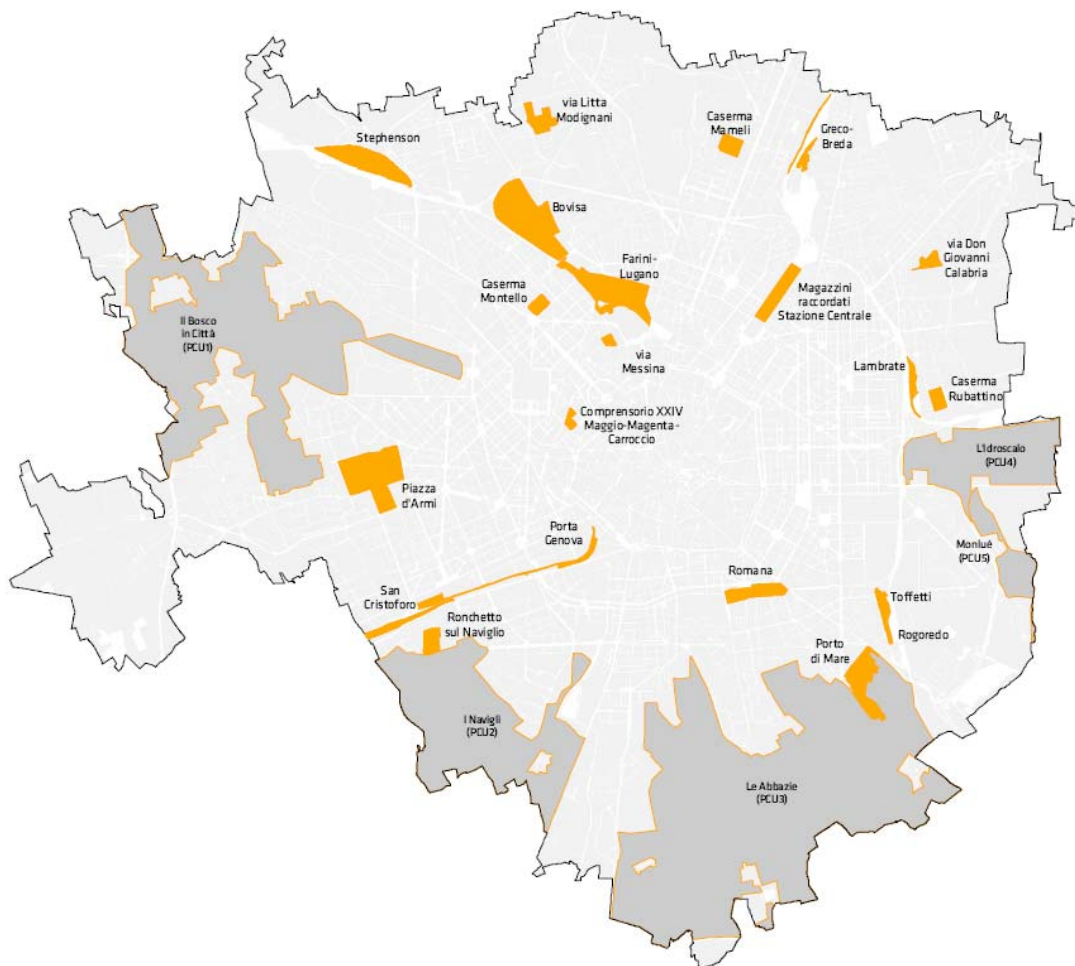 via Litta
Modignani
Caserma
Mameli
Greco-
Breda
Stephenson
Bovisa
via Don
Giovanni
Calabria
Farini-
Lugano
Caserma
Montello
Magazzini
raccordati
Stazione Centrale
Il Bosco
in Città
(PCU1)
via
Messina
Lambrate
Caserma
Rubattino
Comprensorio XXIV
Maggio-Magenta-
Carroccio
L'Idroscalo
(PCU4)
Piazza
d'Armi
Porta
Genova
Monlué
(PCU5)
Romana
San
Cristoforo
Toffetti
Ronchetto
sul Naviglio
Rogoredo
Porto
di Mare
I Navigli
(PCU2)
Le Abbazie
(PCU3)